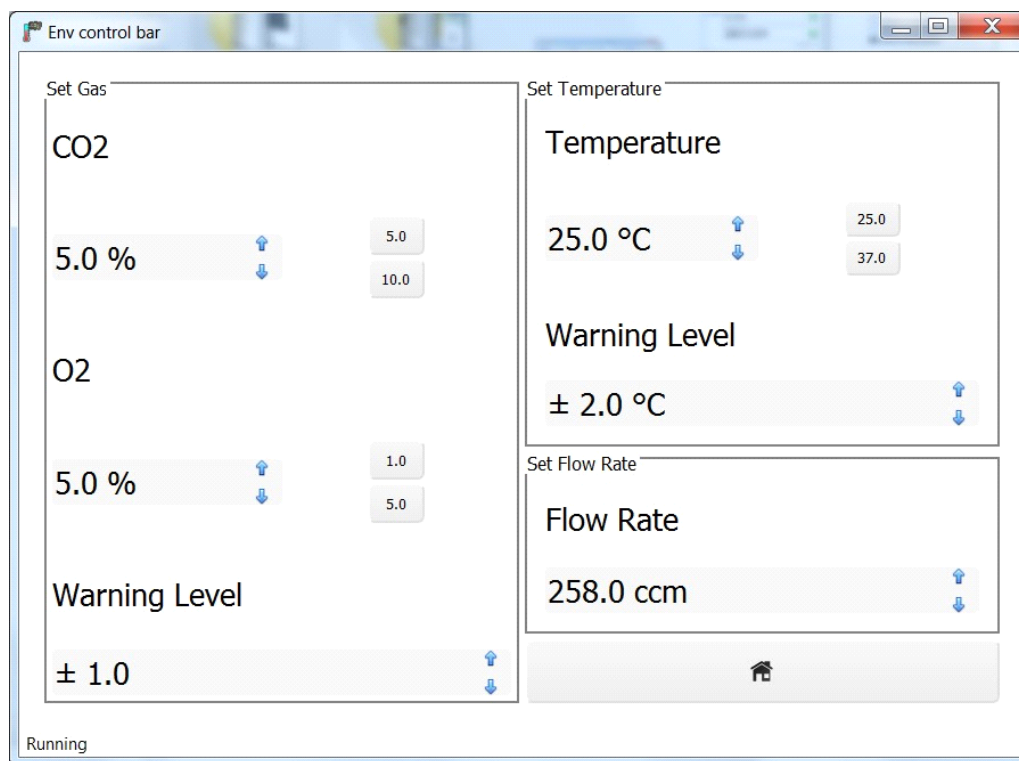 Env control bar
Set Gas
CO2
5.0 %
5.0
10.0
O2
5.0 %
1.0
5.0
Warning Level
± 1.0
Set Temperature
Temperature
25.0 °C
25.0
37.0
Warning Level
± 2.0 °C
Set Flow Rate
Flow Rate
258.0 ccm
Running